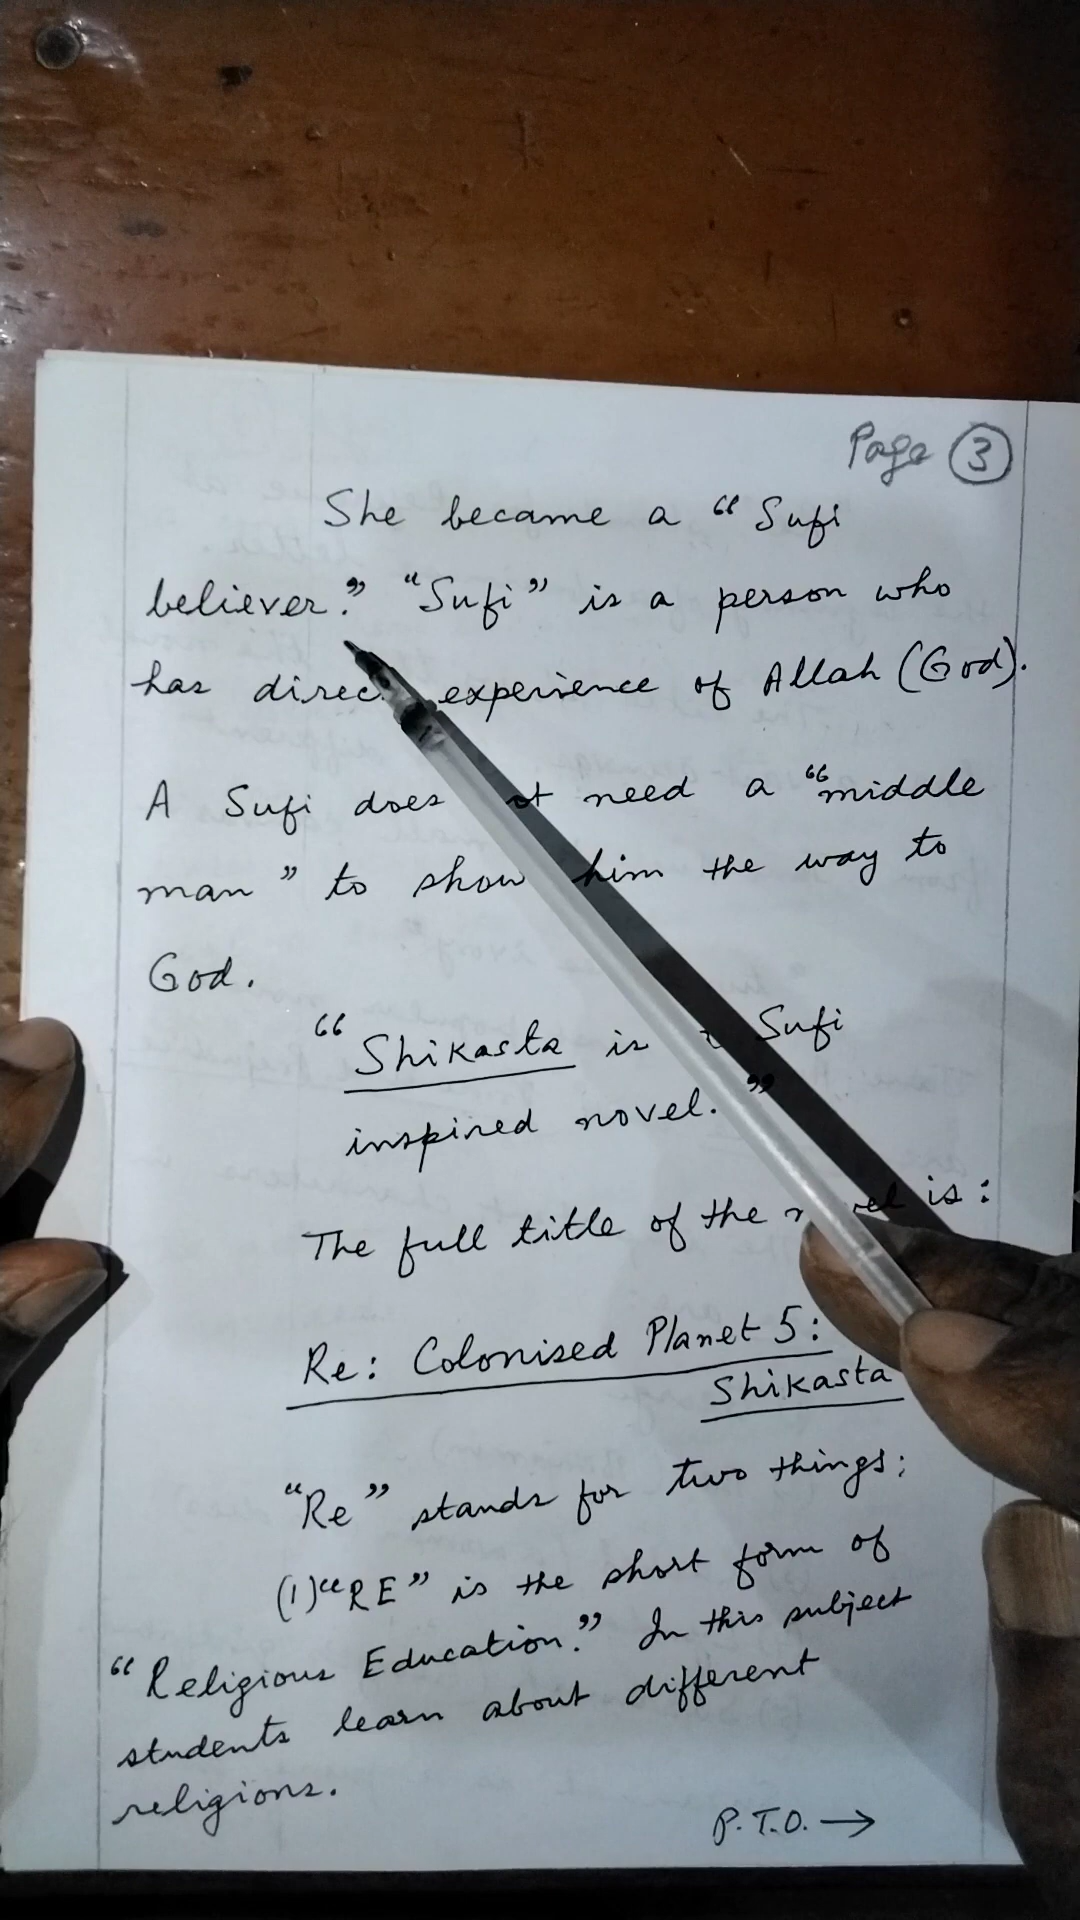 Page 3
She became a "Sufi
believer." "Sufi" is a person who
has direc experience of Allah (God).
A Sufi does ot need a "middle
man" to show him the way to
God.
"Shikasta is Sufi
inspired novel."
The full title of the n vel is:
Re: Colonised Planet 5:
Shikasta
"Re" stands for two things:
(1) "RE" is the short form of
"Religious Education." In this subject
students learn about different
religions.
P.T.O. →